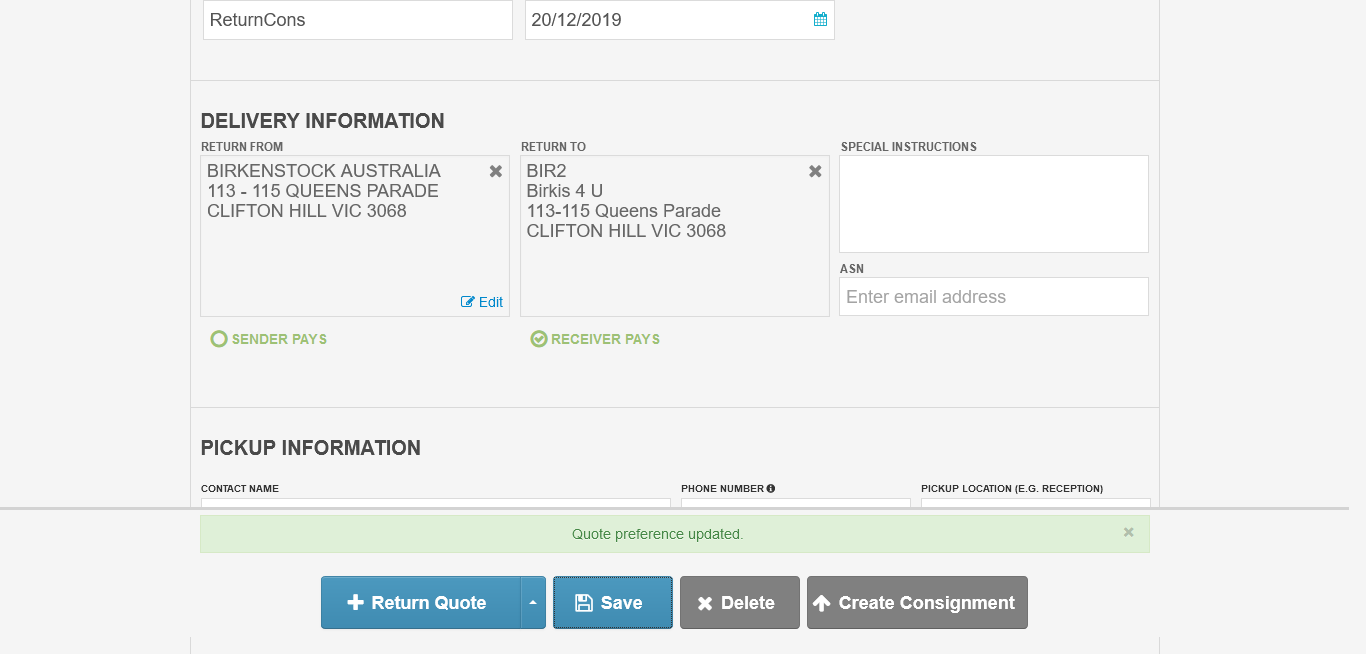 ReturnCons
20/12/2019
DELIVERY INFORMATION
RETURN FROM
BIRKENSTOCK AUSTRALIA
113 - 115 QUEENS PARADE
CLIFTON HILL VIC 3068
Edit
SENDER PAYS
RETURN TO
BIR2
Birkis 4 U
113-115 Queens Parade
CLIFTON HILL VIC 3068
RECEIVER PAYS
SPECIAL INSTRUCTIONS
ASN
Enter email address
PICKUP INFORMATION
CONTACT NAME
PHONE NUMBER
PICKUP LOCATION (E.G. RECEPTION)
Quote preference updated.
Return Quote
Save
Delete
Create Consignment